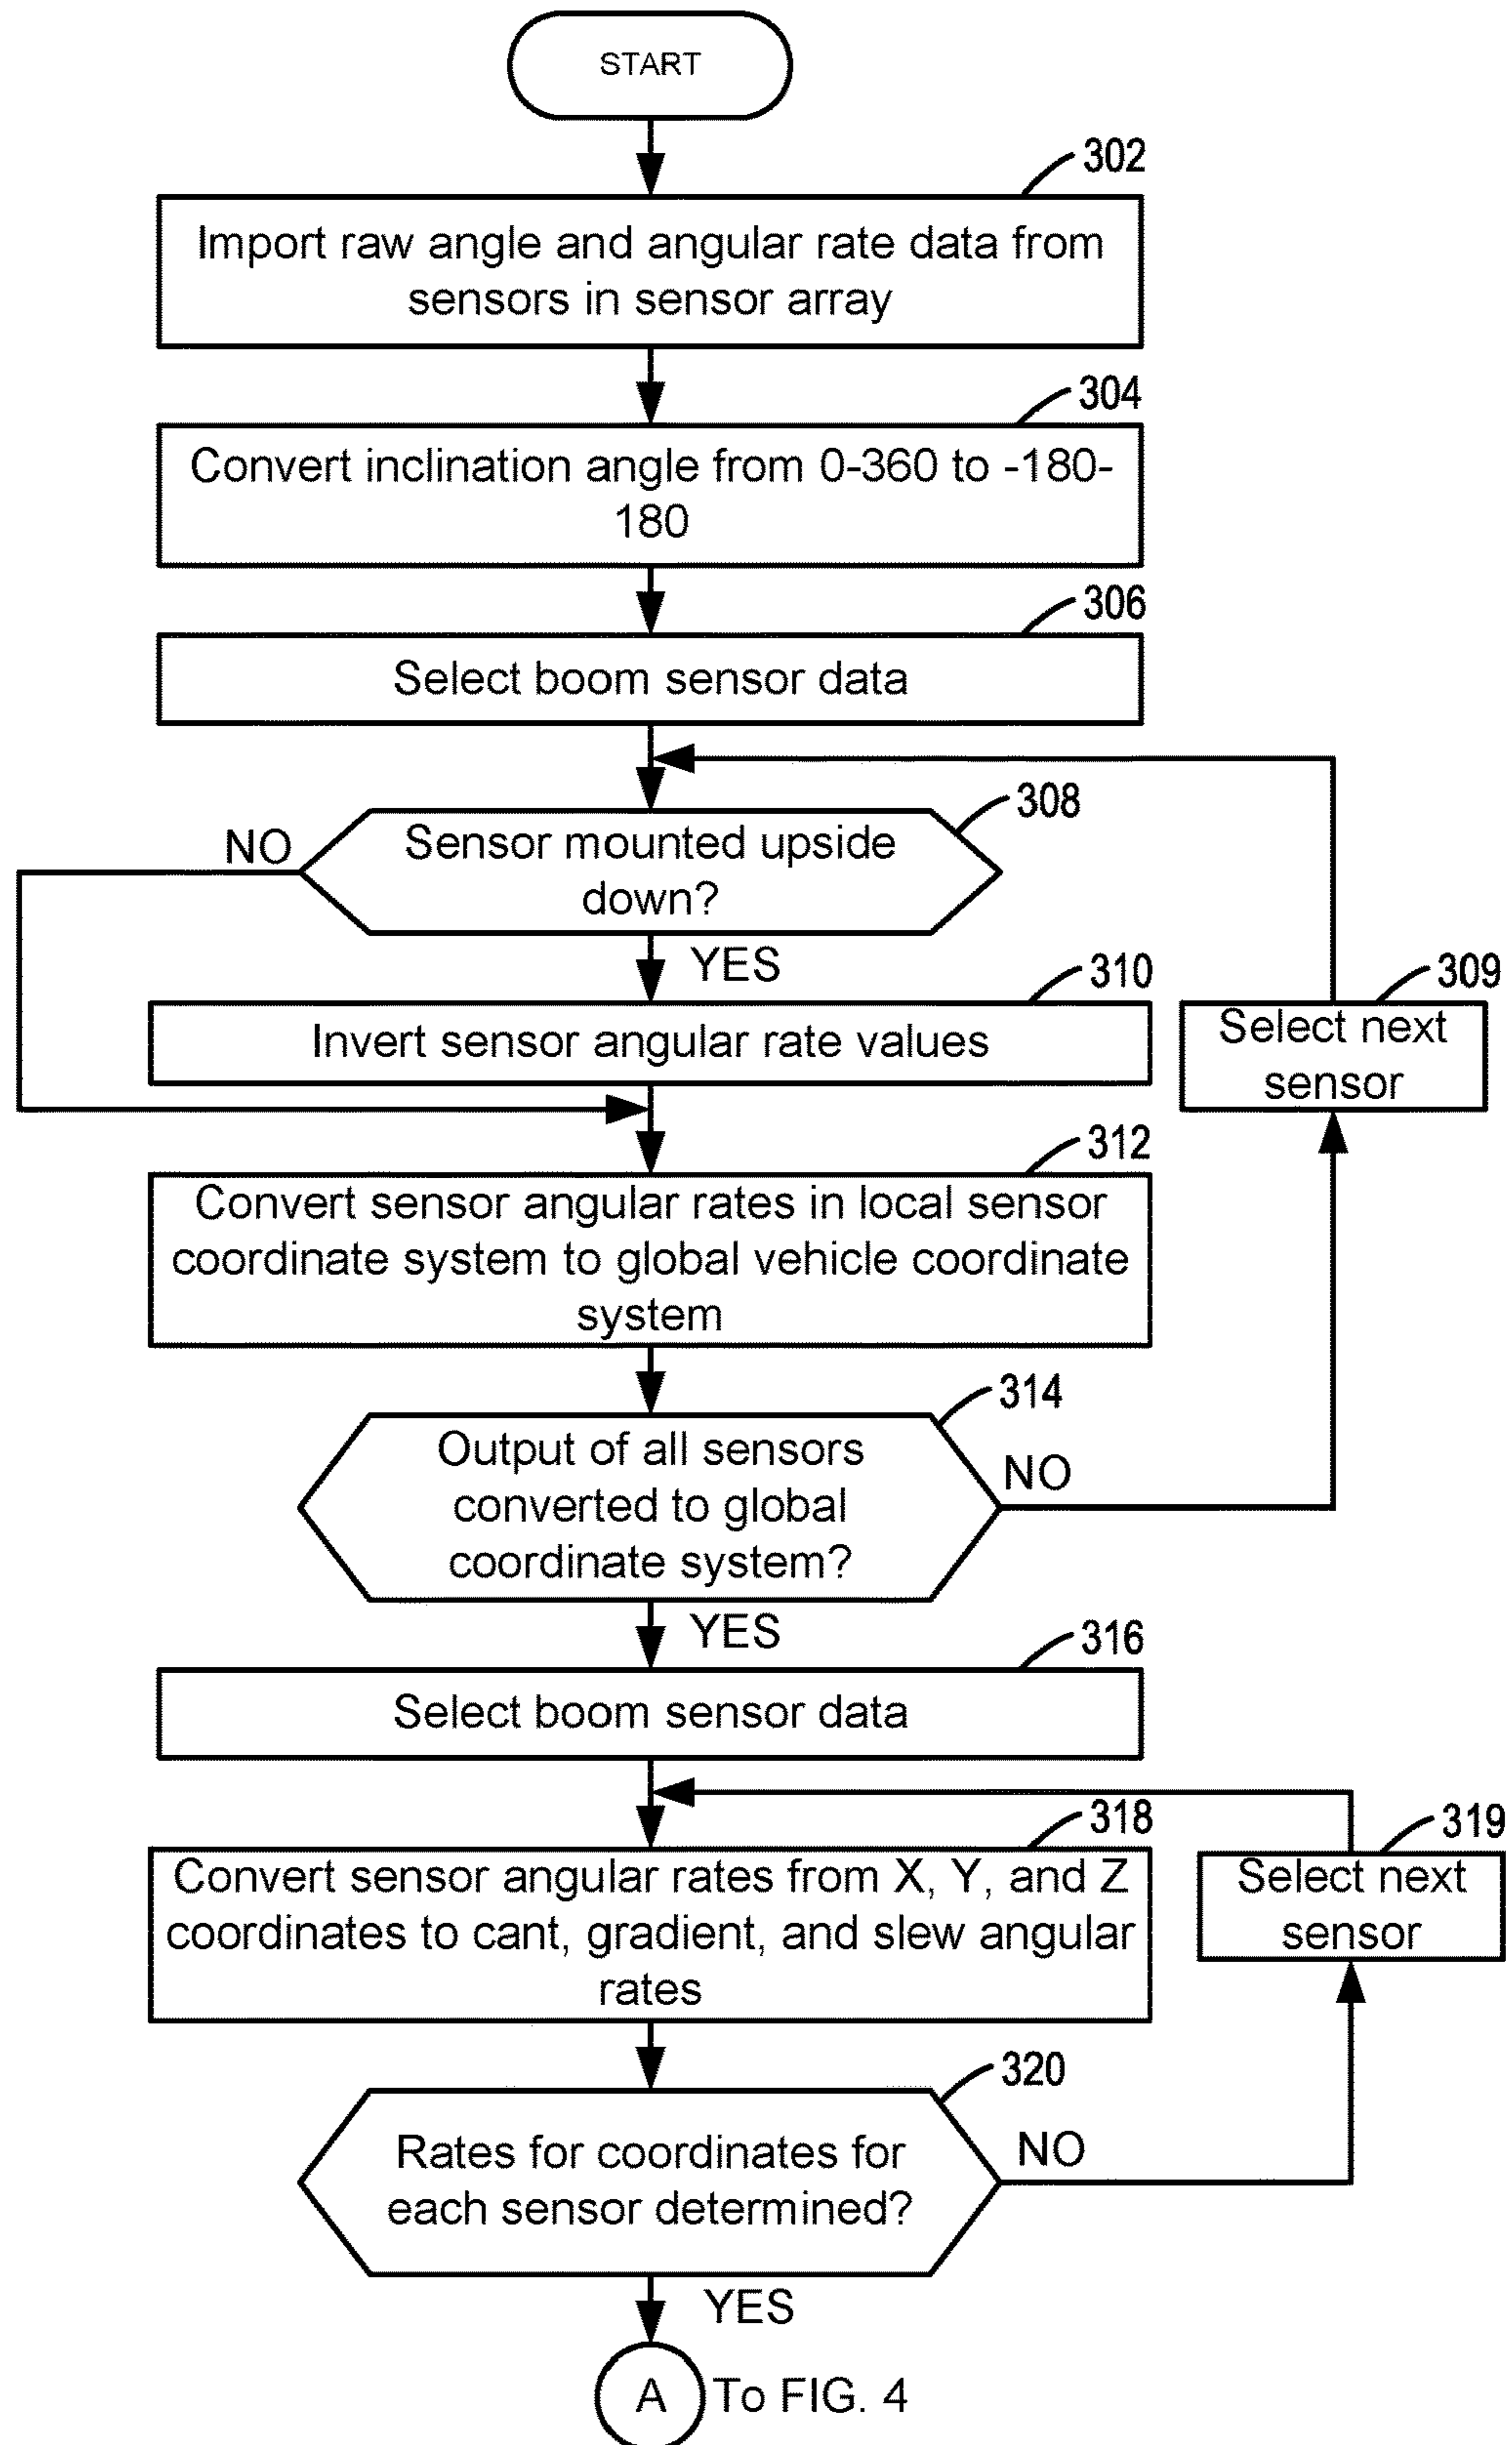 START
302
Import raw angle and angular rate data from
sensors in sensor array
304
Convert inclination angle from 0-360 to -180-
180
306
Select boom sensor data
308
Sensor mounted upside
down?
NO
YES
310
Invert sensor angular rate values
309
Select next
sensor
312
Convert sensor angular rates in local sensor
coordinate system to global vehicle coordinate
system
314
Output of all sensors
converted to global
coordinate system?
NO
YES
316
Select boom sensor data
318
Convert sensor angular rates from X, Y, and Z
coordinates to cant, gradient, and slew angular
rates
319
Select next
sensor
320
Rates for coordinates for
each sensor determined?
NO
YES
A To FIG. 4